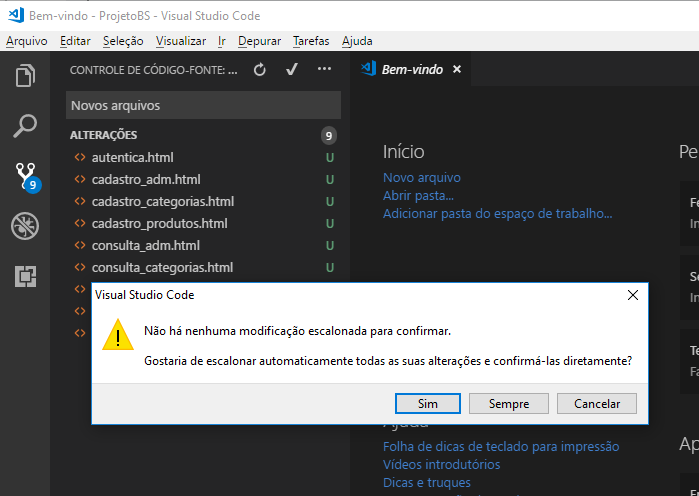 Bem-vindo - ProjetoBS - Visual Studio Code
Arquivo Editar Seleção Visualizar Ir Depurar Tarefas Ajuda
CONTROLE DE CÓDIGO-FONTE: ...
Bem-vindo
Novos arquivos
ALTERAÇÕES 9
autentica.html U
cadastro_adm.html U
cadastro_categorias.html U
cadastro_produtos.html U
consulta_adm.html U
consulta_categorias.html U
9
Início
Novo arquivo
Abrir pasta...
Adicionar pasta do espaço de trabalho...
Pe
Fe
In
Se
In
Te
Fa
Visual Studio Code
Não há nenhuma modificação escalonada para confirmar.
Gostaria de escalonar automaticamente todas as suas alterações e confirmá-las diretamente?
Sim Sempre Cancelar
Ajuda
Folha de dicas de teclado para impressão
Vídeos introdutórios
Dicas e truques
Ap